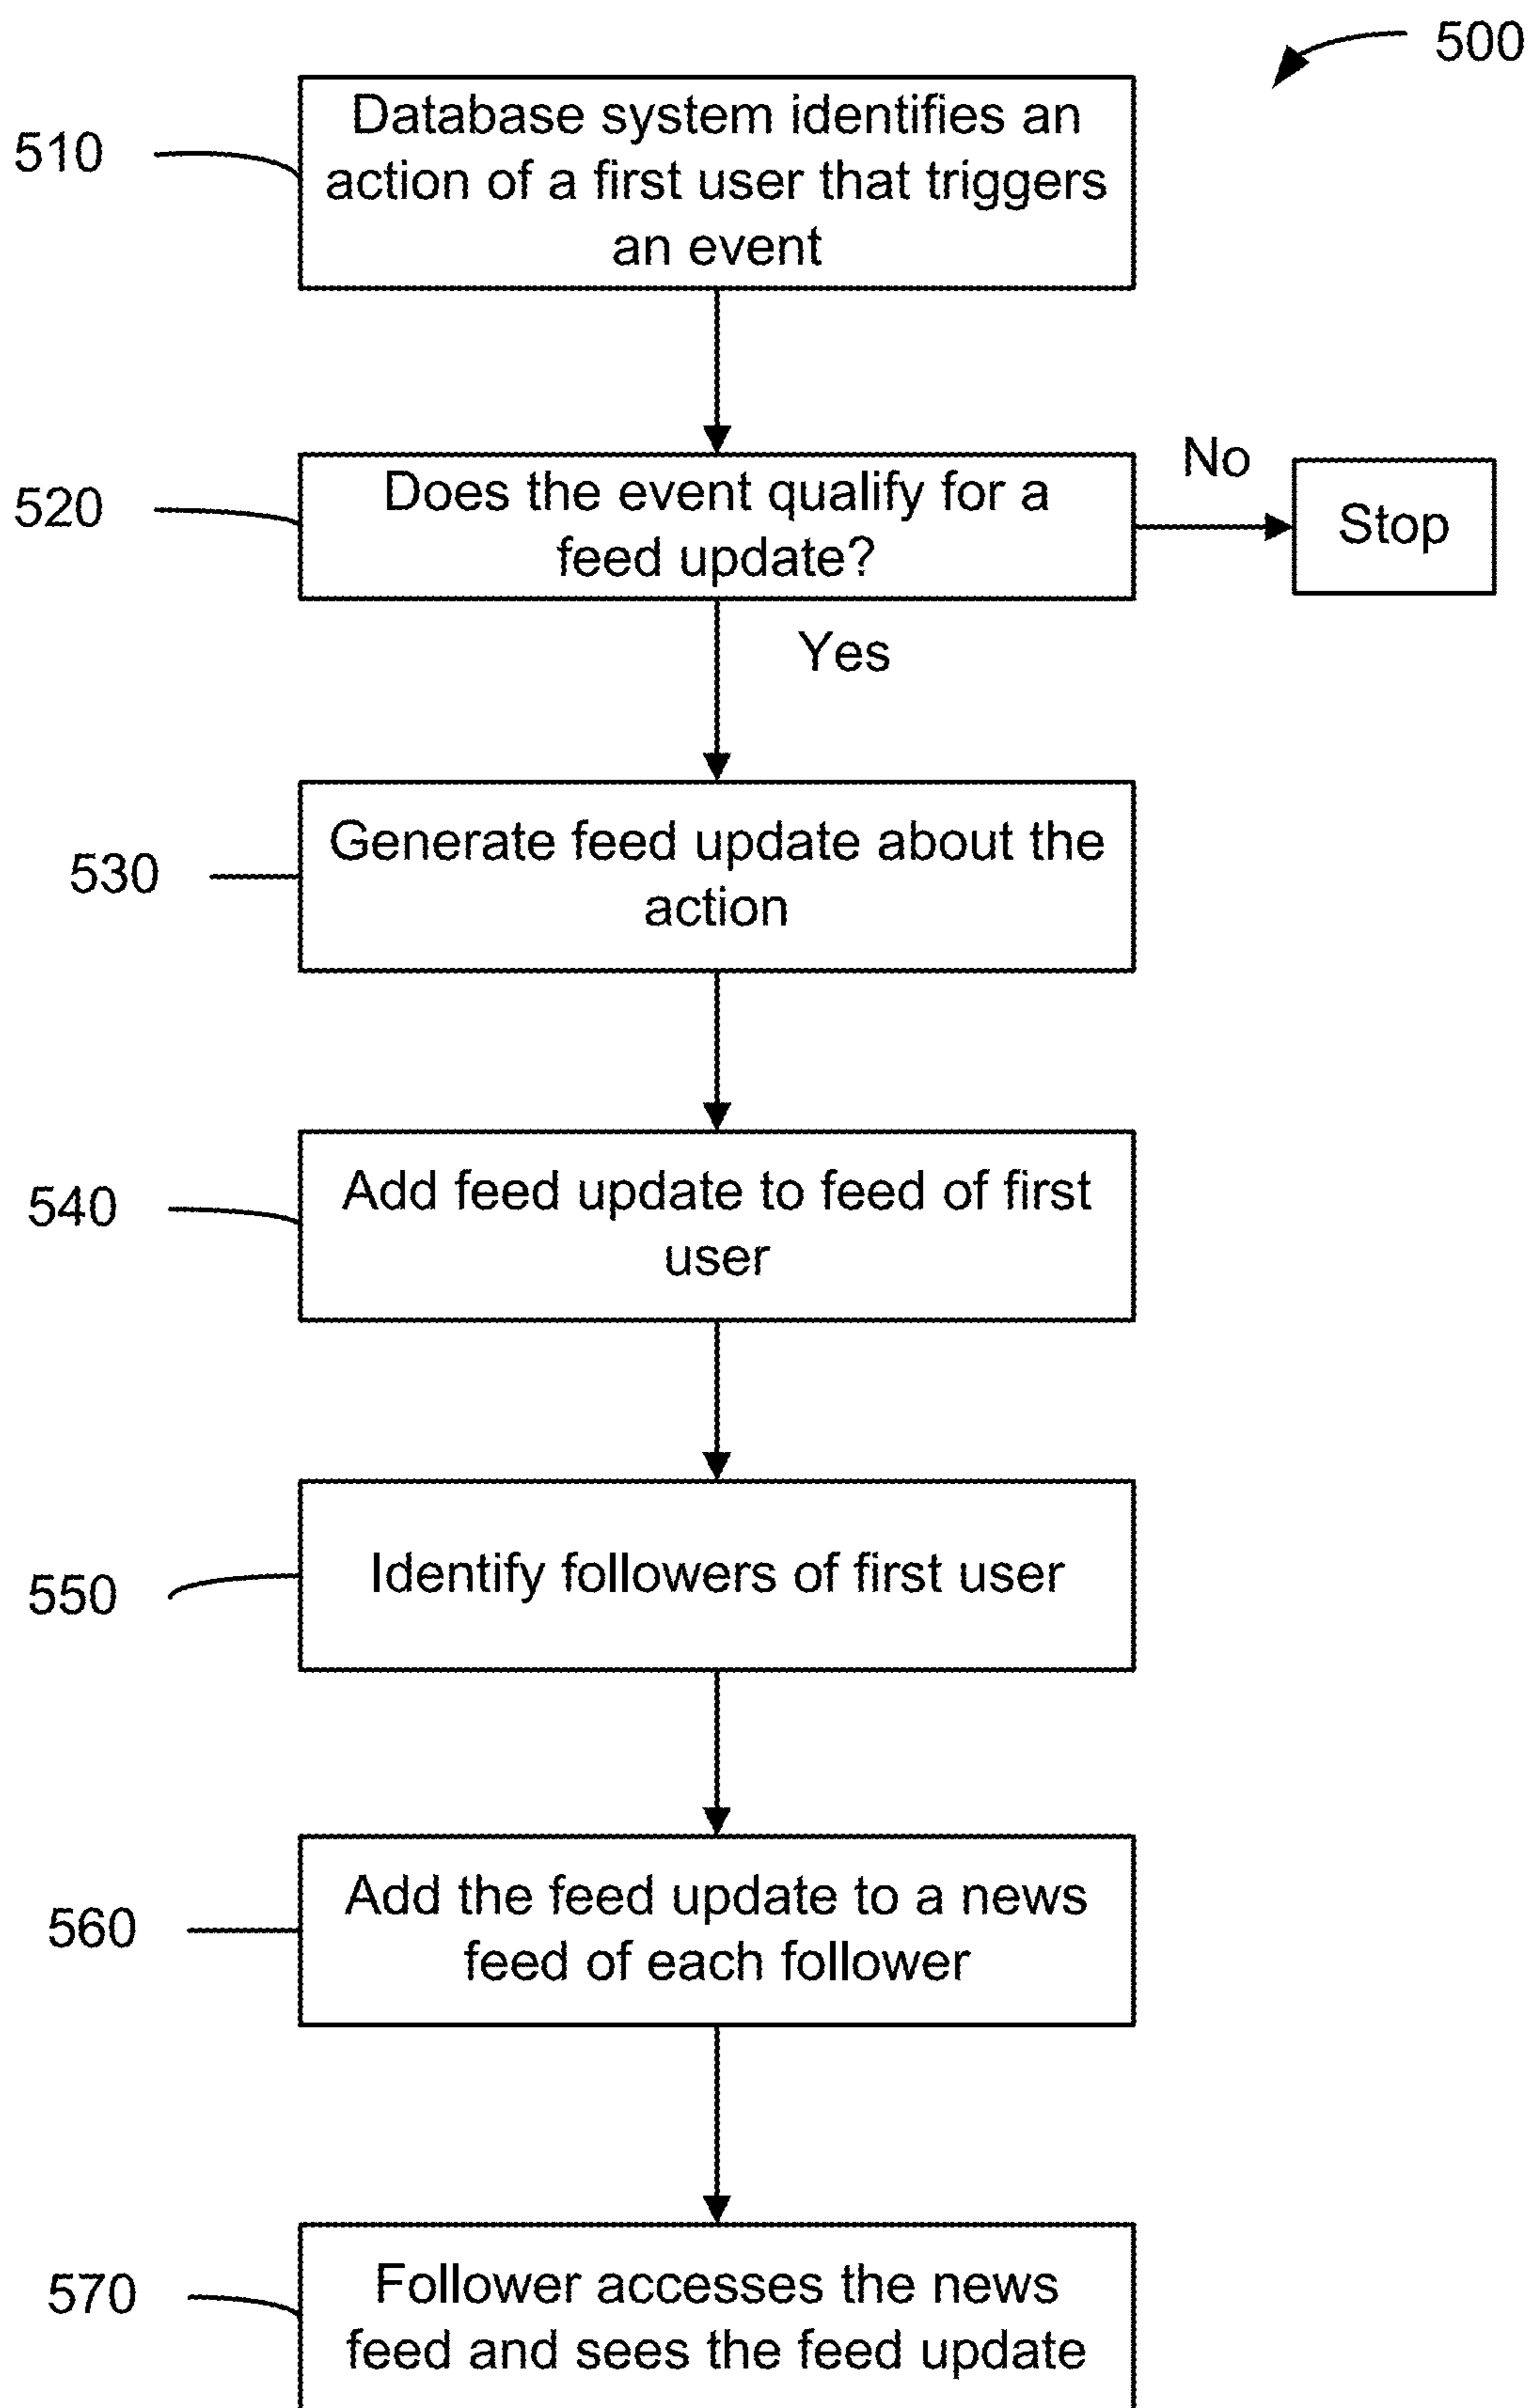 500
510
Database system identifies an
action of a first user that triggers
an event
520
Does the event qualify for a
feed update?
No
Stop
Yes
530
Generate feed update about the
action
540
Add feed update to feed of first
user
550
Identify followers of first user
560
Add the feed update to a news
feed of each follower
570
Follower accesses the news
feed and sees the feed update